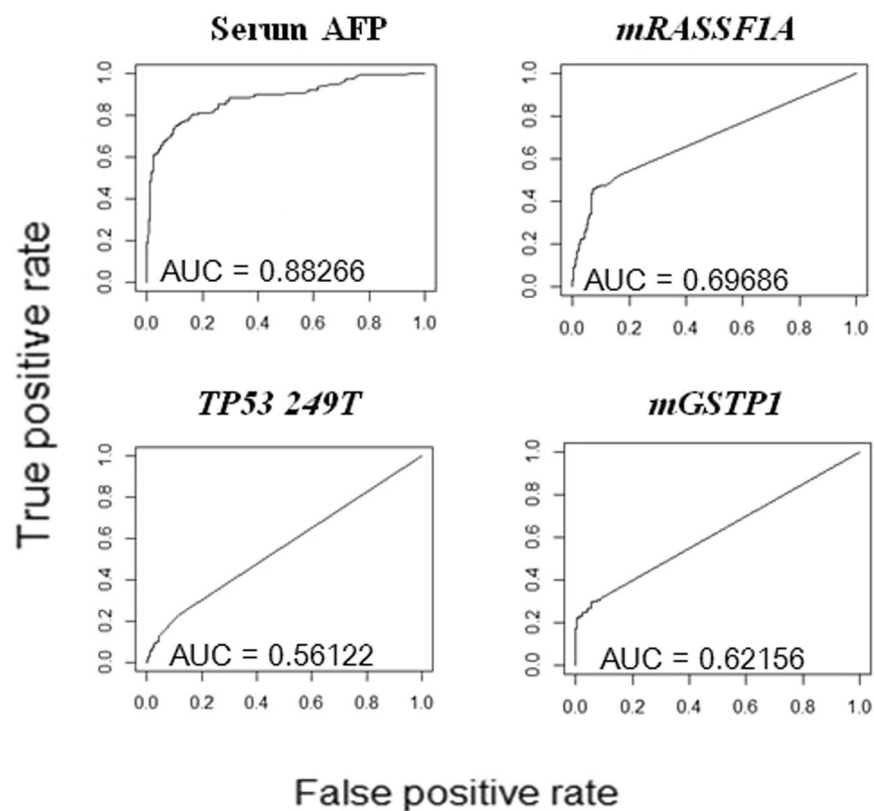 Serum AFP
mRASSF1A
True positive rate
0.0 0.2 0.4 0.6 0.8 1.0
AUC = 0.88266
0.0 0.2 0.4 0.6 0.8 1.0
0.0 0.2 0.4 0.6 0.8 1.0
AUC = 0.69686
0.0 0.2 0.4 0.6 0.8 1.0
TP53 249T
mGSTP1
0.0 0.2 0.4 0.6 0.8 1.0
AUC = 0.56122
0.0 0.2 0.4 0.6 0.8 1.0
0.0 0.2 0.4 0.6 0.8 1.0
AUC = 0.62156
0.0 0.2 0.4 0.6 0.8 1.0
False positive rate